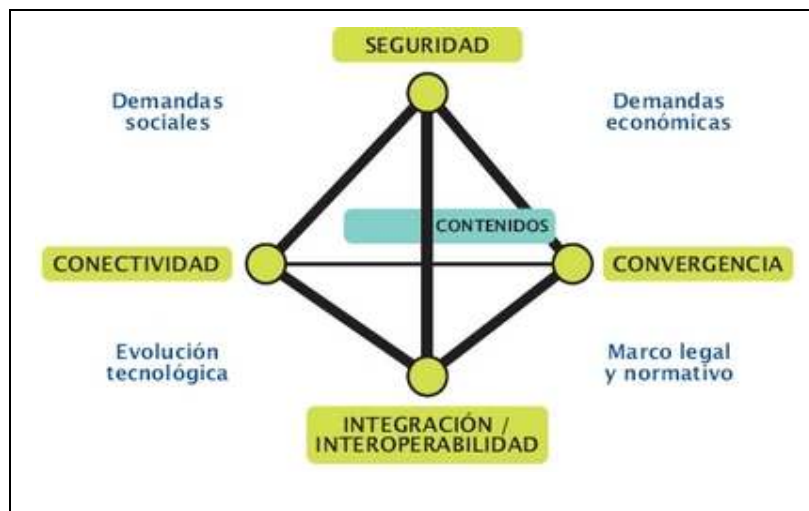 SEGURIDAD
Demandas
sociales
Demandas
económicas
CONTENIDOS
CONECTIVIDAD
CONVERGENCIA
Evolución
tecnológica
Marco legal
y normativo
INTEGRACIÓN /
INTEROPERABILIDAD